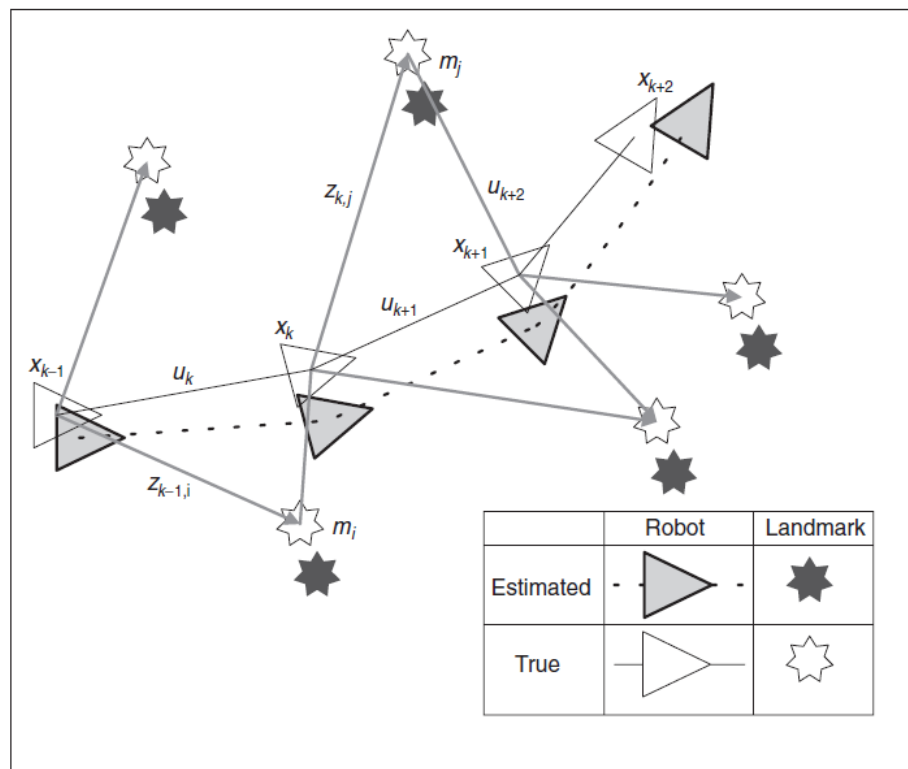 m_j
x_{k+2}
z_{k,j}
u_{k+2}
x_{k+1}
u_{k+1}
x_k
x_{k–1}
u_k
z_{k–1,i}
m_i
Robot Landmark
Estimated
True